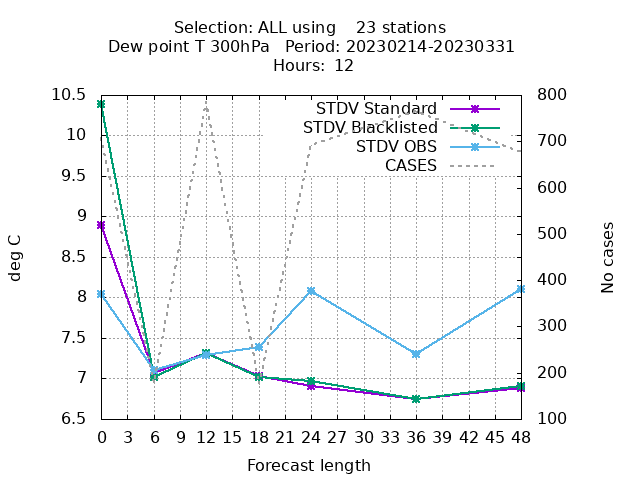 Selection: ALL using    23 stations
Dew point T 300hPa   Period: 20230214-20230331
Hours:  12
STDV Standard
STDV Blacklisted
STDV OBS
CASES
10.5
10
9.5
9
8.5
8
7.5
7
6.5
deg C
800
700
600
500
400
300
200
100
No cases
0 3 6 9 12 15 18 21 24 27 30 33 36 39 42 45 48
Forecast length